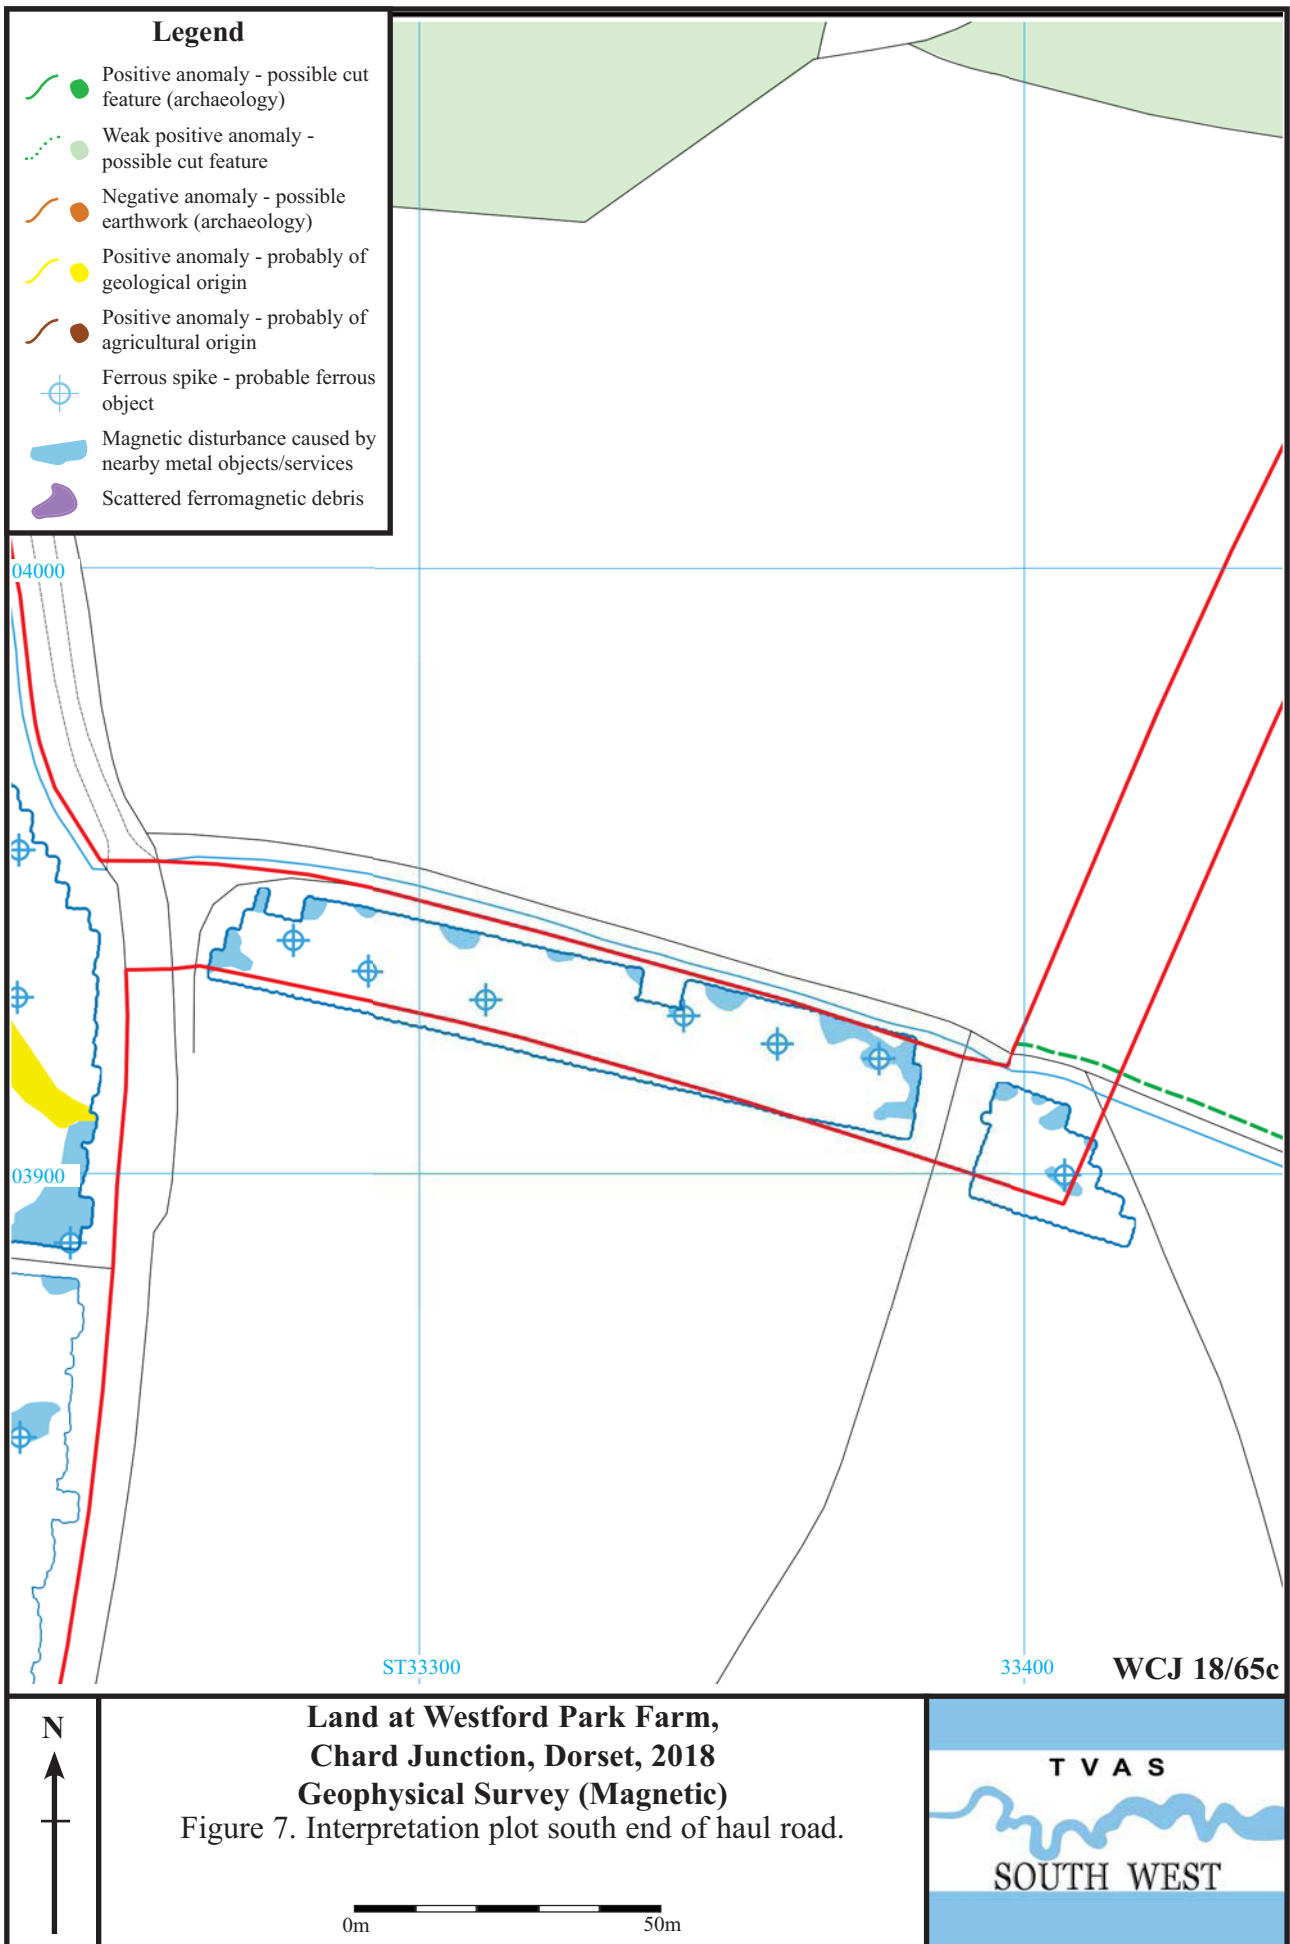 Legend
Positive anomaly - possible cut
feature (archaeology)
Weak positive anomaly -
possible cut feature
Negative anomaly - possible
earthwork (archaeology)
Positive anomaly - probably of
geological origin
Positive anomaly - probably of
agricultural origin
Ferrous spike - probable ferrous
object
Magnetic disturbance caused by
nearby metal objects/services
Scattered ferromagnetic debris
04000
03900
ST33300
33400
WCJ 18/65c
N
Land at Westford Park Farm,
Chard Junction, Dorset, 2018
Geophysical Survey (Magnetic)
Figure 7. Interpretation plot south end of haul road.
0m
50m
TVAS
SOUTH WEST